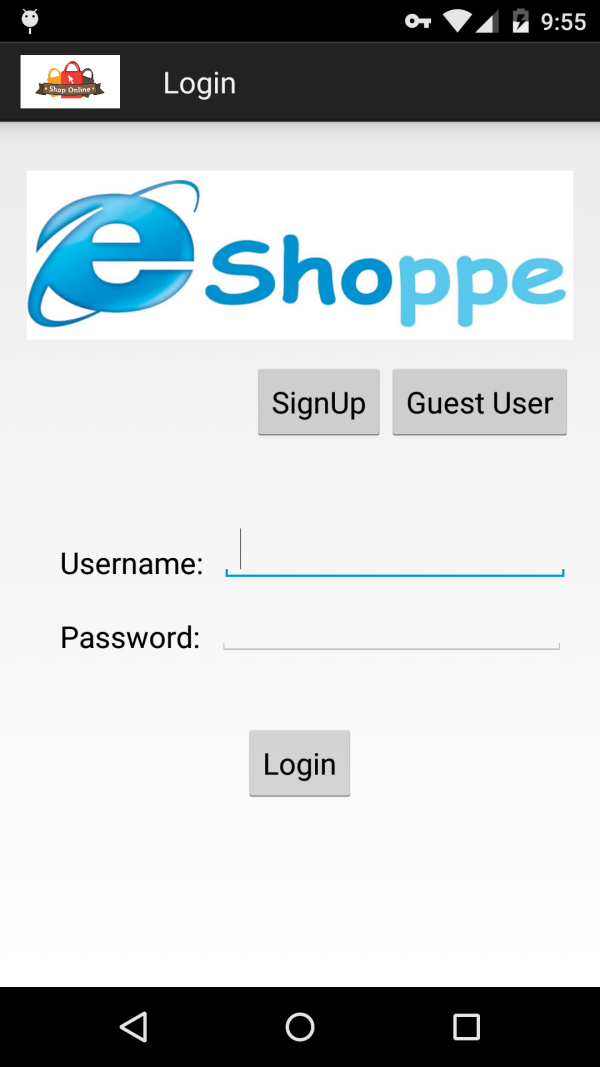 9:55
Shop Online
Login
eShoppe
SignUp Guest User
Username:
Password:
Login